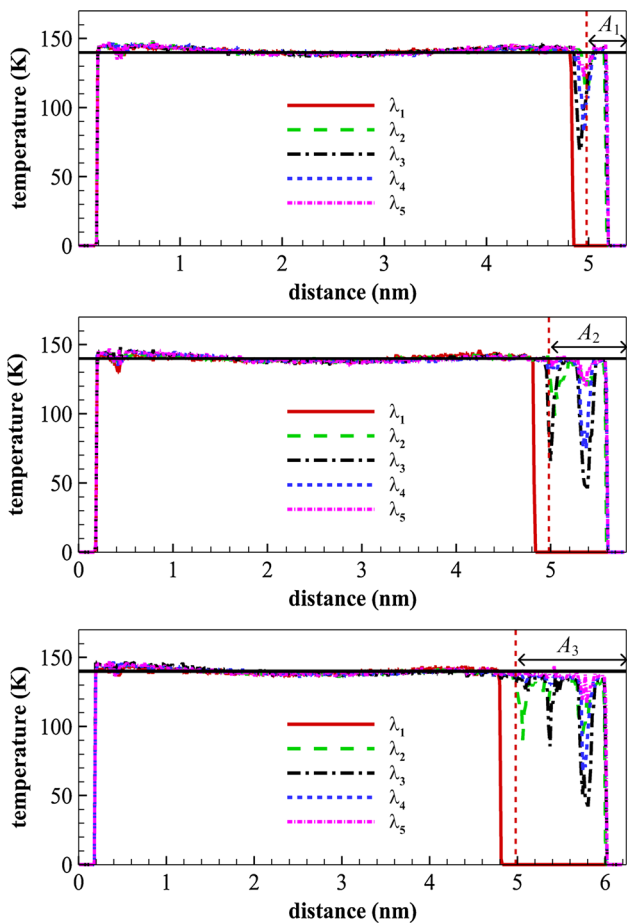 A1
temperature (K)
150
100
50
0
λ1
λ2
λ3
λ4
λ5
1
2
3
4
5
distance (nm)
A2
temperature (K)
150
100
50
0
λ1
λ2
λ3
λ4
λ5
0
1
2
3
4
5
distance (nm)
A3
temperature (K)
150
100
50
0
λ1
λ2
λ3
λ4
λ5
0
1
2
3
4
5
6
distance (nm)